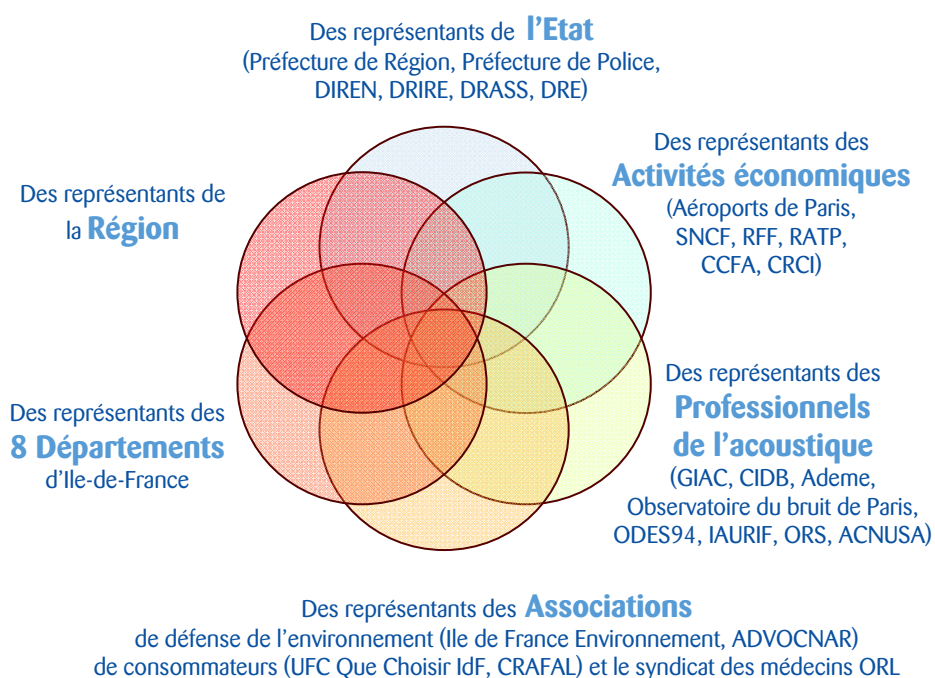 Des représentants de l'Etat
(Préfecture de Région, Préfecture de Police,
DIREN, DRIRE, DRASS, DRE)
Des représentants des
Activités économiques
(Aéroports de Paris,
SNCF, RFF, RATP,
CCFA, CRCI)
Des représentants de
la Région
Des représentants des
Professionnels
de l'acoustique
(GIAC, CIDB, Ademe,
Observatoire du bruit de Paris,
ODES94, IAURIF, ORS, ACNUSA)
Des représentants des
8 Départements
d'Ile-de-France
Des représentants des Associations
de défense de l'environnement (Ile de France Environnement, ADVOCNAR)
de consommateurs (UFC Que Choisir IdF, CRAFAL) et le syndicat des médecins ORL